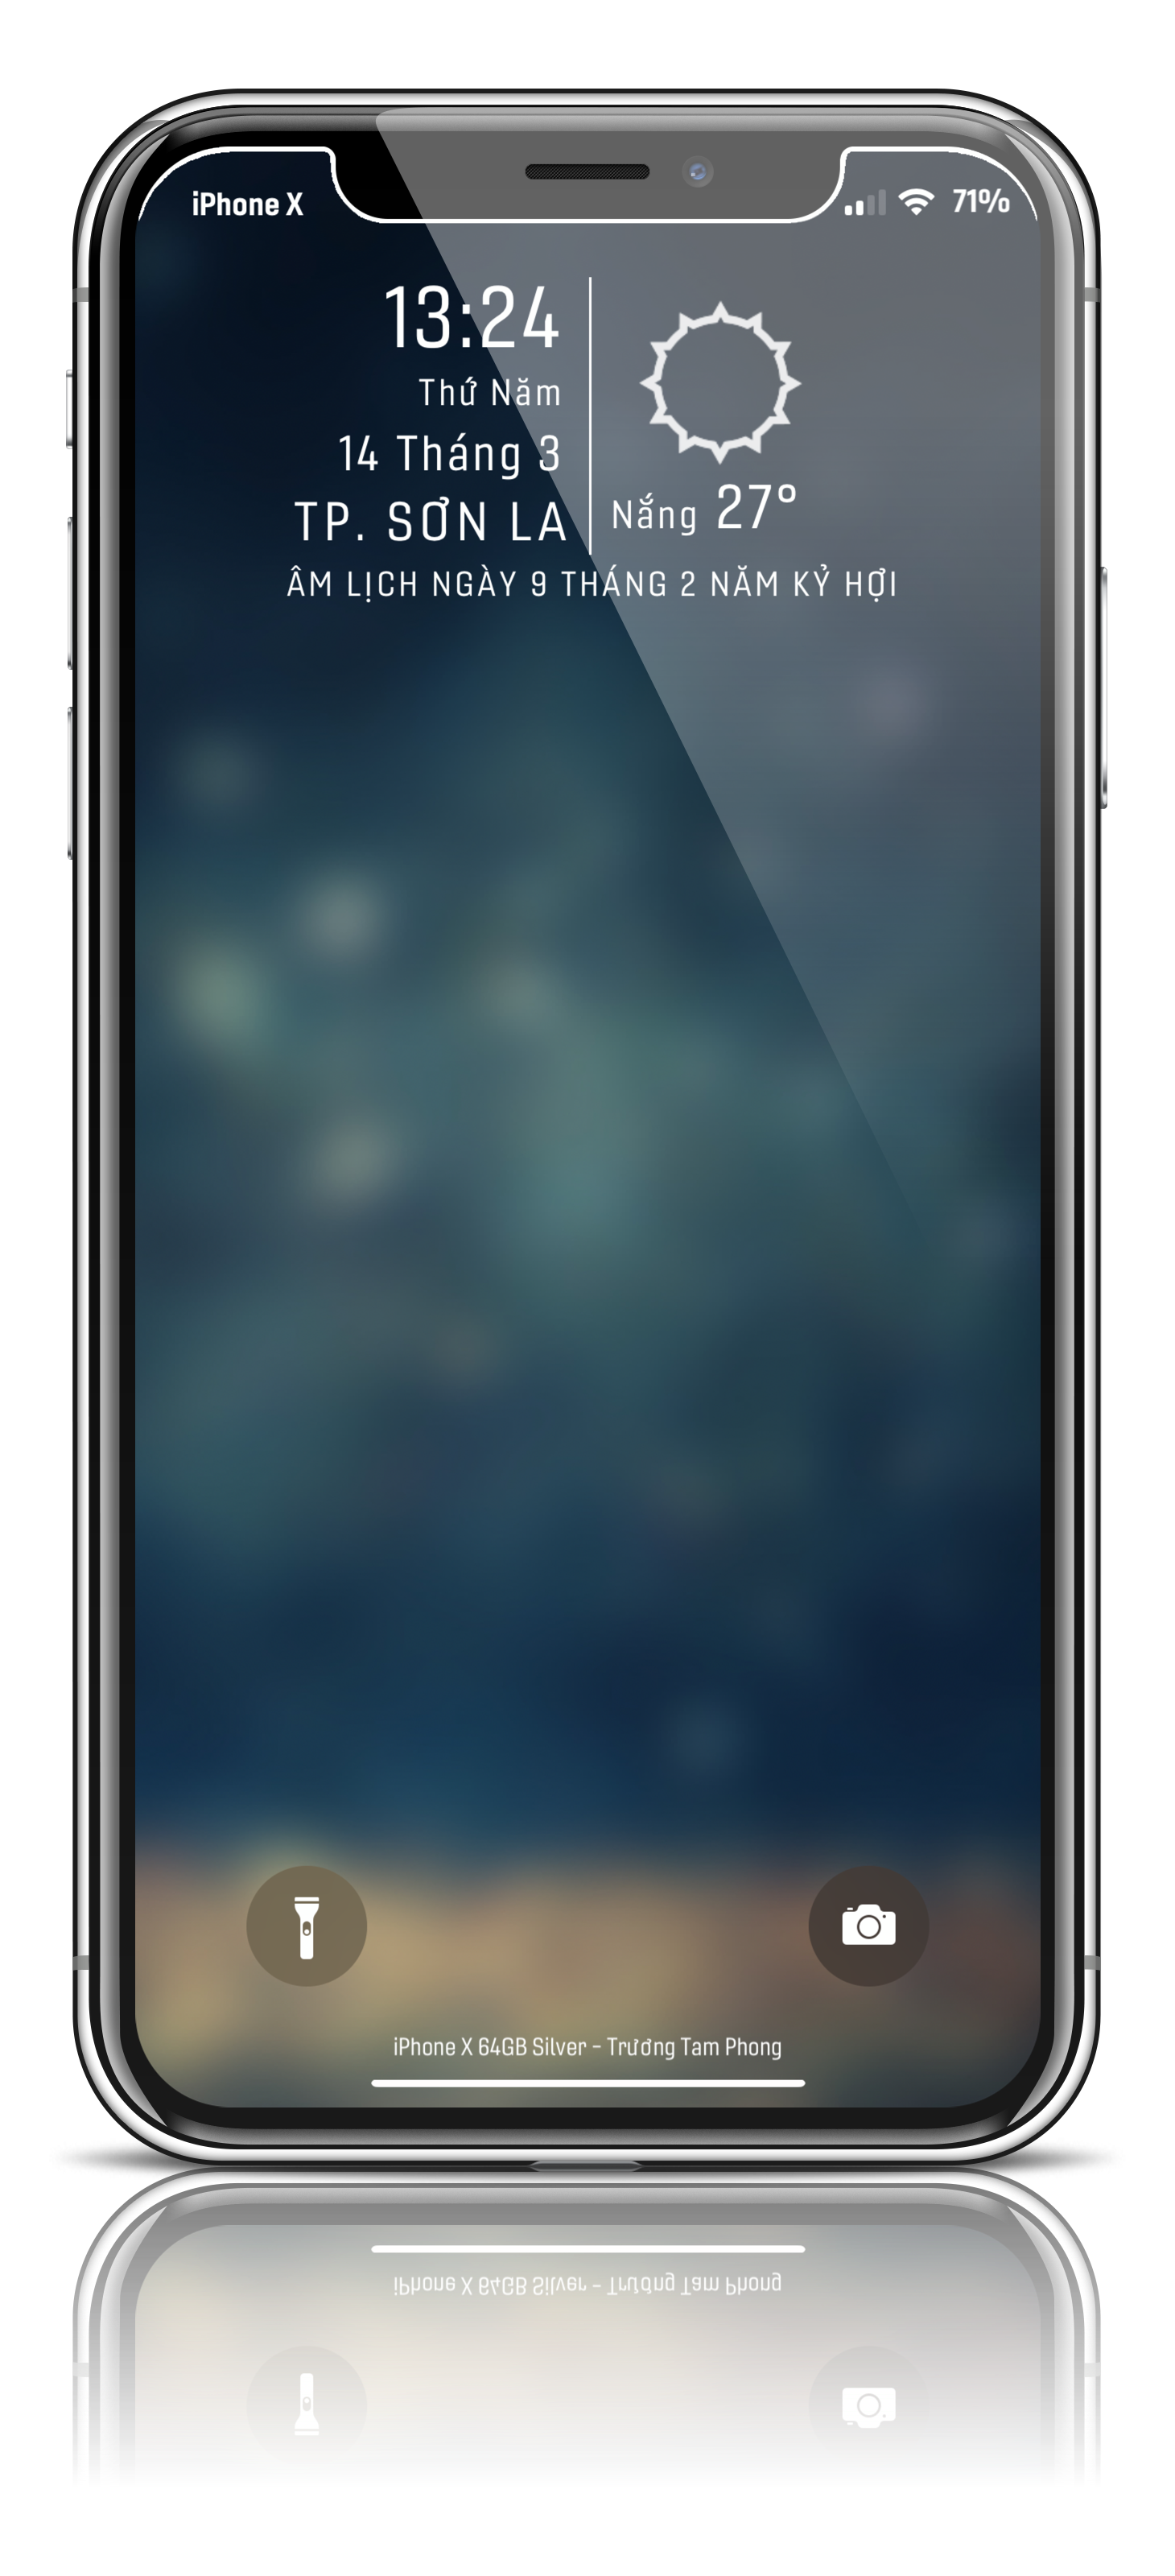 iPhone X
71%
13:24
Thứ Năm
14 Tháng 3
TP. SƠN LA
Nắng 27°
ÂM LỊCH NGÀY 9 THÁNG 2 NĂM KỶ HỢI
iPhone X 64GB Silver - Trương Tam Phong
iPhone X 64GB Silver - Trương Tam Phong